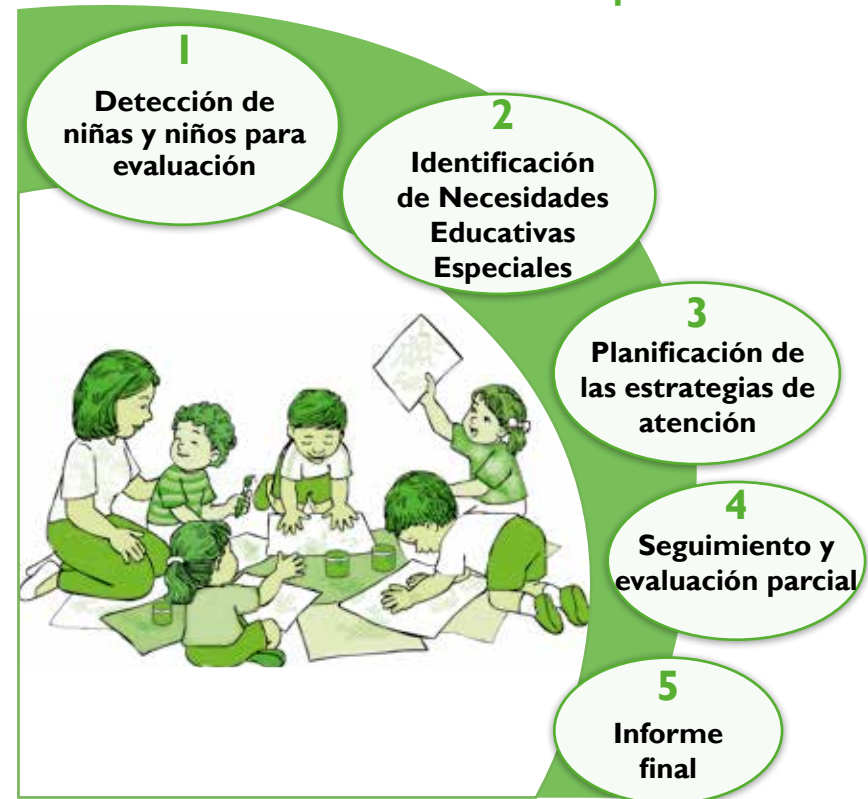 1
Detección de
niñas y niños para
evaluación
2
Identificación
de Necesidades
Educativas
Especiales
3
Planificación de
las estrategias de
atención
4
Seguimiento y
evaluación parcial
5
Informe
final